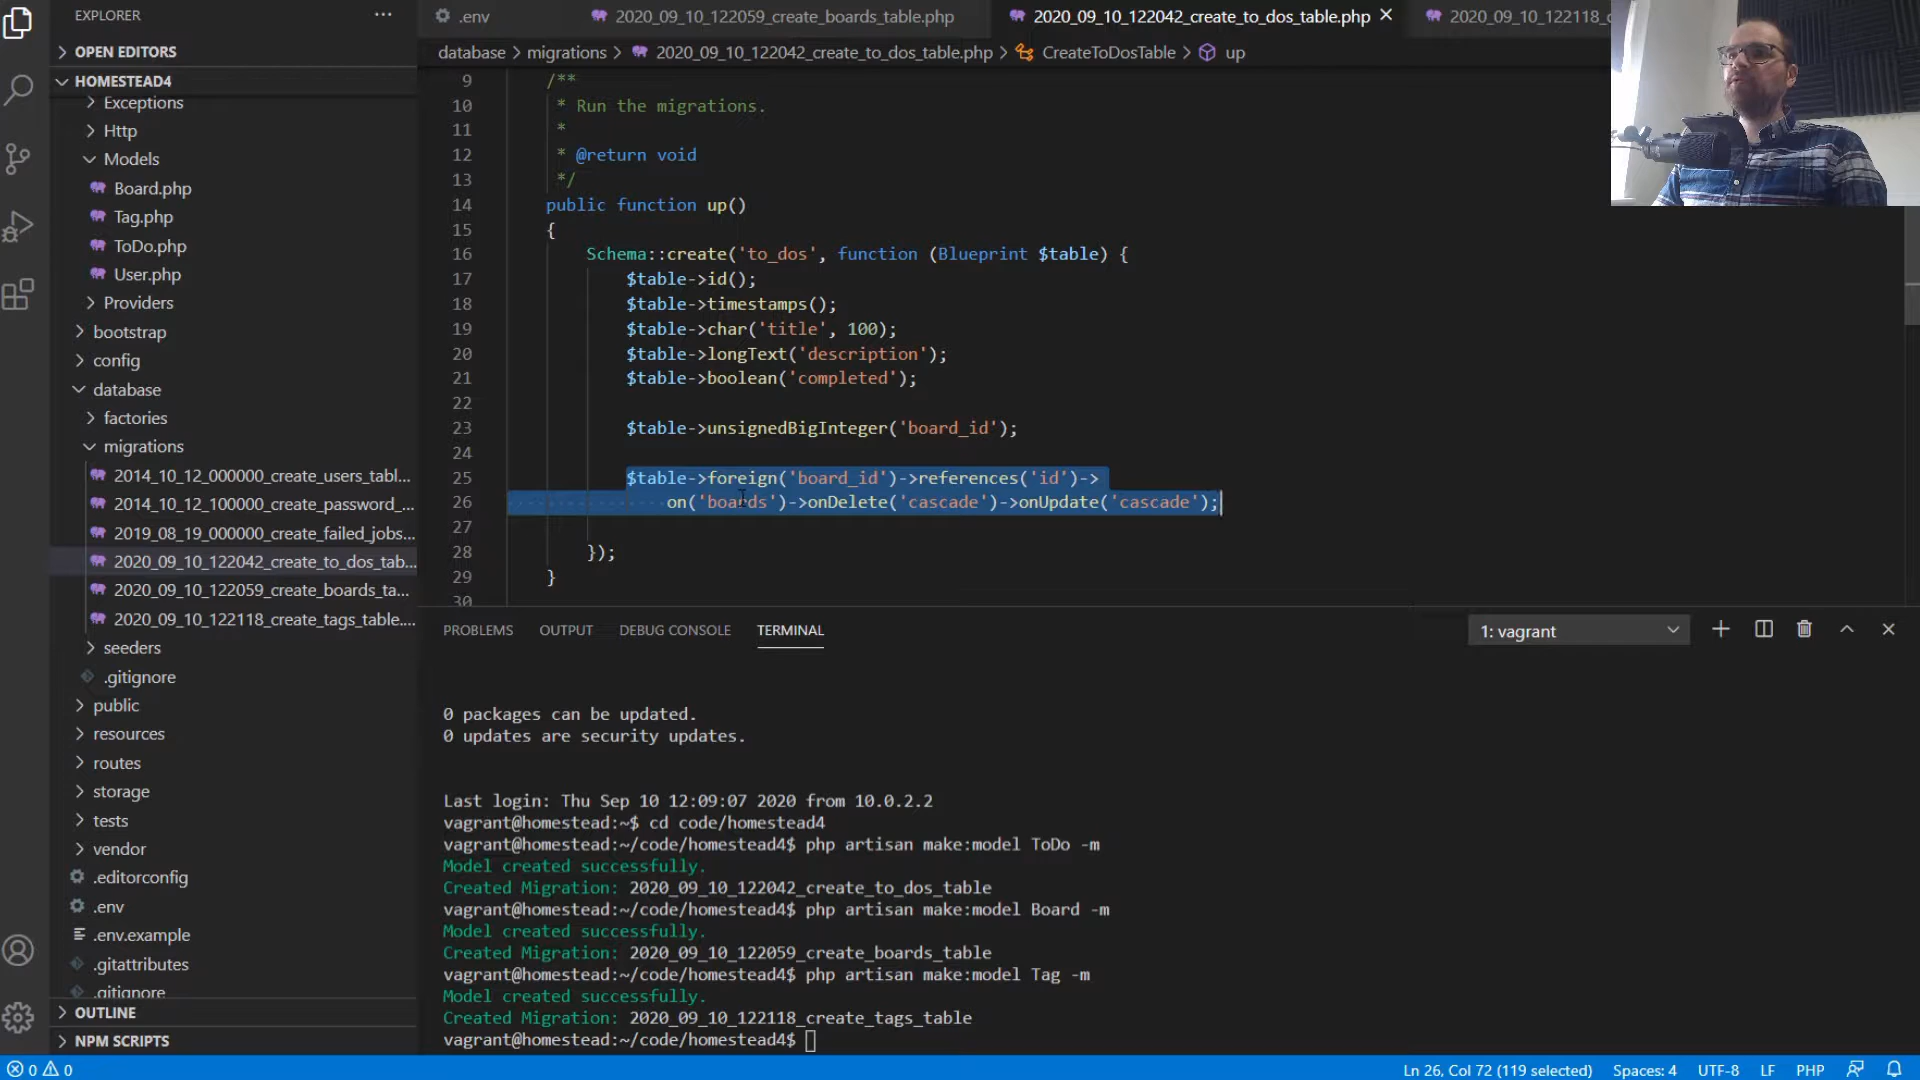 EXPLORER
OPEN EDITORS
HOMESTEAD4
Exceptions
Http
Models
Board.php
Tag.php
ToDo.php
User.php
Providers
bootstrap
config
database
factories
migrations
2014_10_12_000000_create_users_tabl...
2014_10_12_100000_create_password_...
2019_08_19_000000_create_failed_jobs...
2020_09_10_122042_create_to_dos_tab...
2020_09_10_122059_create_boards_ta...
2020_09_10_122118_create_tags_table....
seeders
.gitignore
public
resources
routes
storage
tests
vendor
.editorconfig
.env
.env.example
.gitattributes
.gitignore
OUTLINE
NPM SCRIPTS
.env
2020_09_10_122059_create_boards_table.php
2020_09_10_122042_create_to_dos_table.php
2020_09_10_122118_c
database > migrations > 2020_09_10_122042_create_to_dos_table.php > CreateToDosTable > up
9 /**
10 * Run the migrations.
11 *
12 * @return void
13 */
14 public function up()
15 {
16 Schema::create('to_dos', function (Blueprint $table) {
17 $table->id();
18 $table->timestamps();
19 $table->char('title', 100);
20 $table->longText('description');
21 $table->boolean('completed');
22
23 $table->unsignedBigInteger('board_id');
24
25 $table->foreign('board_id')->references('id')->
26 on('boards')->onDelete('cascade')->onUpdate('cascade');
27
28 });
29 }
30
PROBLEMS OUTPUT DEBUG CONSOLE TERMINAL
1: vagrant
0 packages can be updated.
0 updates are security updates.
Last login: Thu Sep 10 12:09:07 2020 from 10.0.2.2
vagrant@homestead:~$ cd code/homestead4
vagrant@homestead:~/code/homestead4$ php artisan make:model ToDo -m
Model created successfully.
Created Migration: 2020_09_10_122042_create_to_dos_table
vagrant@homestead:~/code/homestead4$ php artisan make:model Board -m
Model created successfully.
Created Migration: 2020_09_10_122059_create_boards_table
vagrant@homestead:~/code/homestead4$ php artisan make:model Tag -m
Model created successfully.
Created Migration: 2020_09_10_122118_create_tags_table
vagrant@homestead:~/code/homestead4$
0 0
Ln 26, Col 72 (119 selected) Spaces: 4 UTF-8 LF PHP